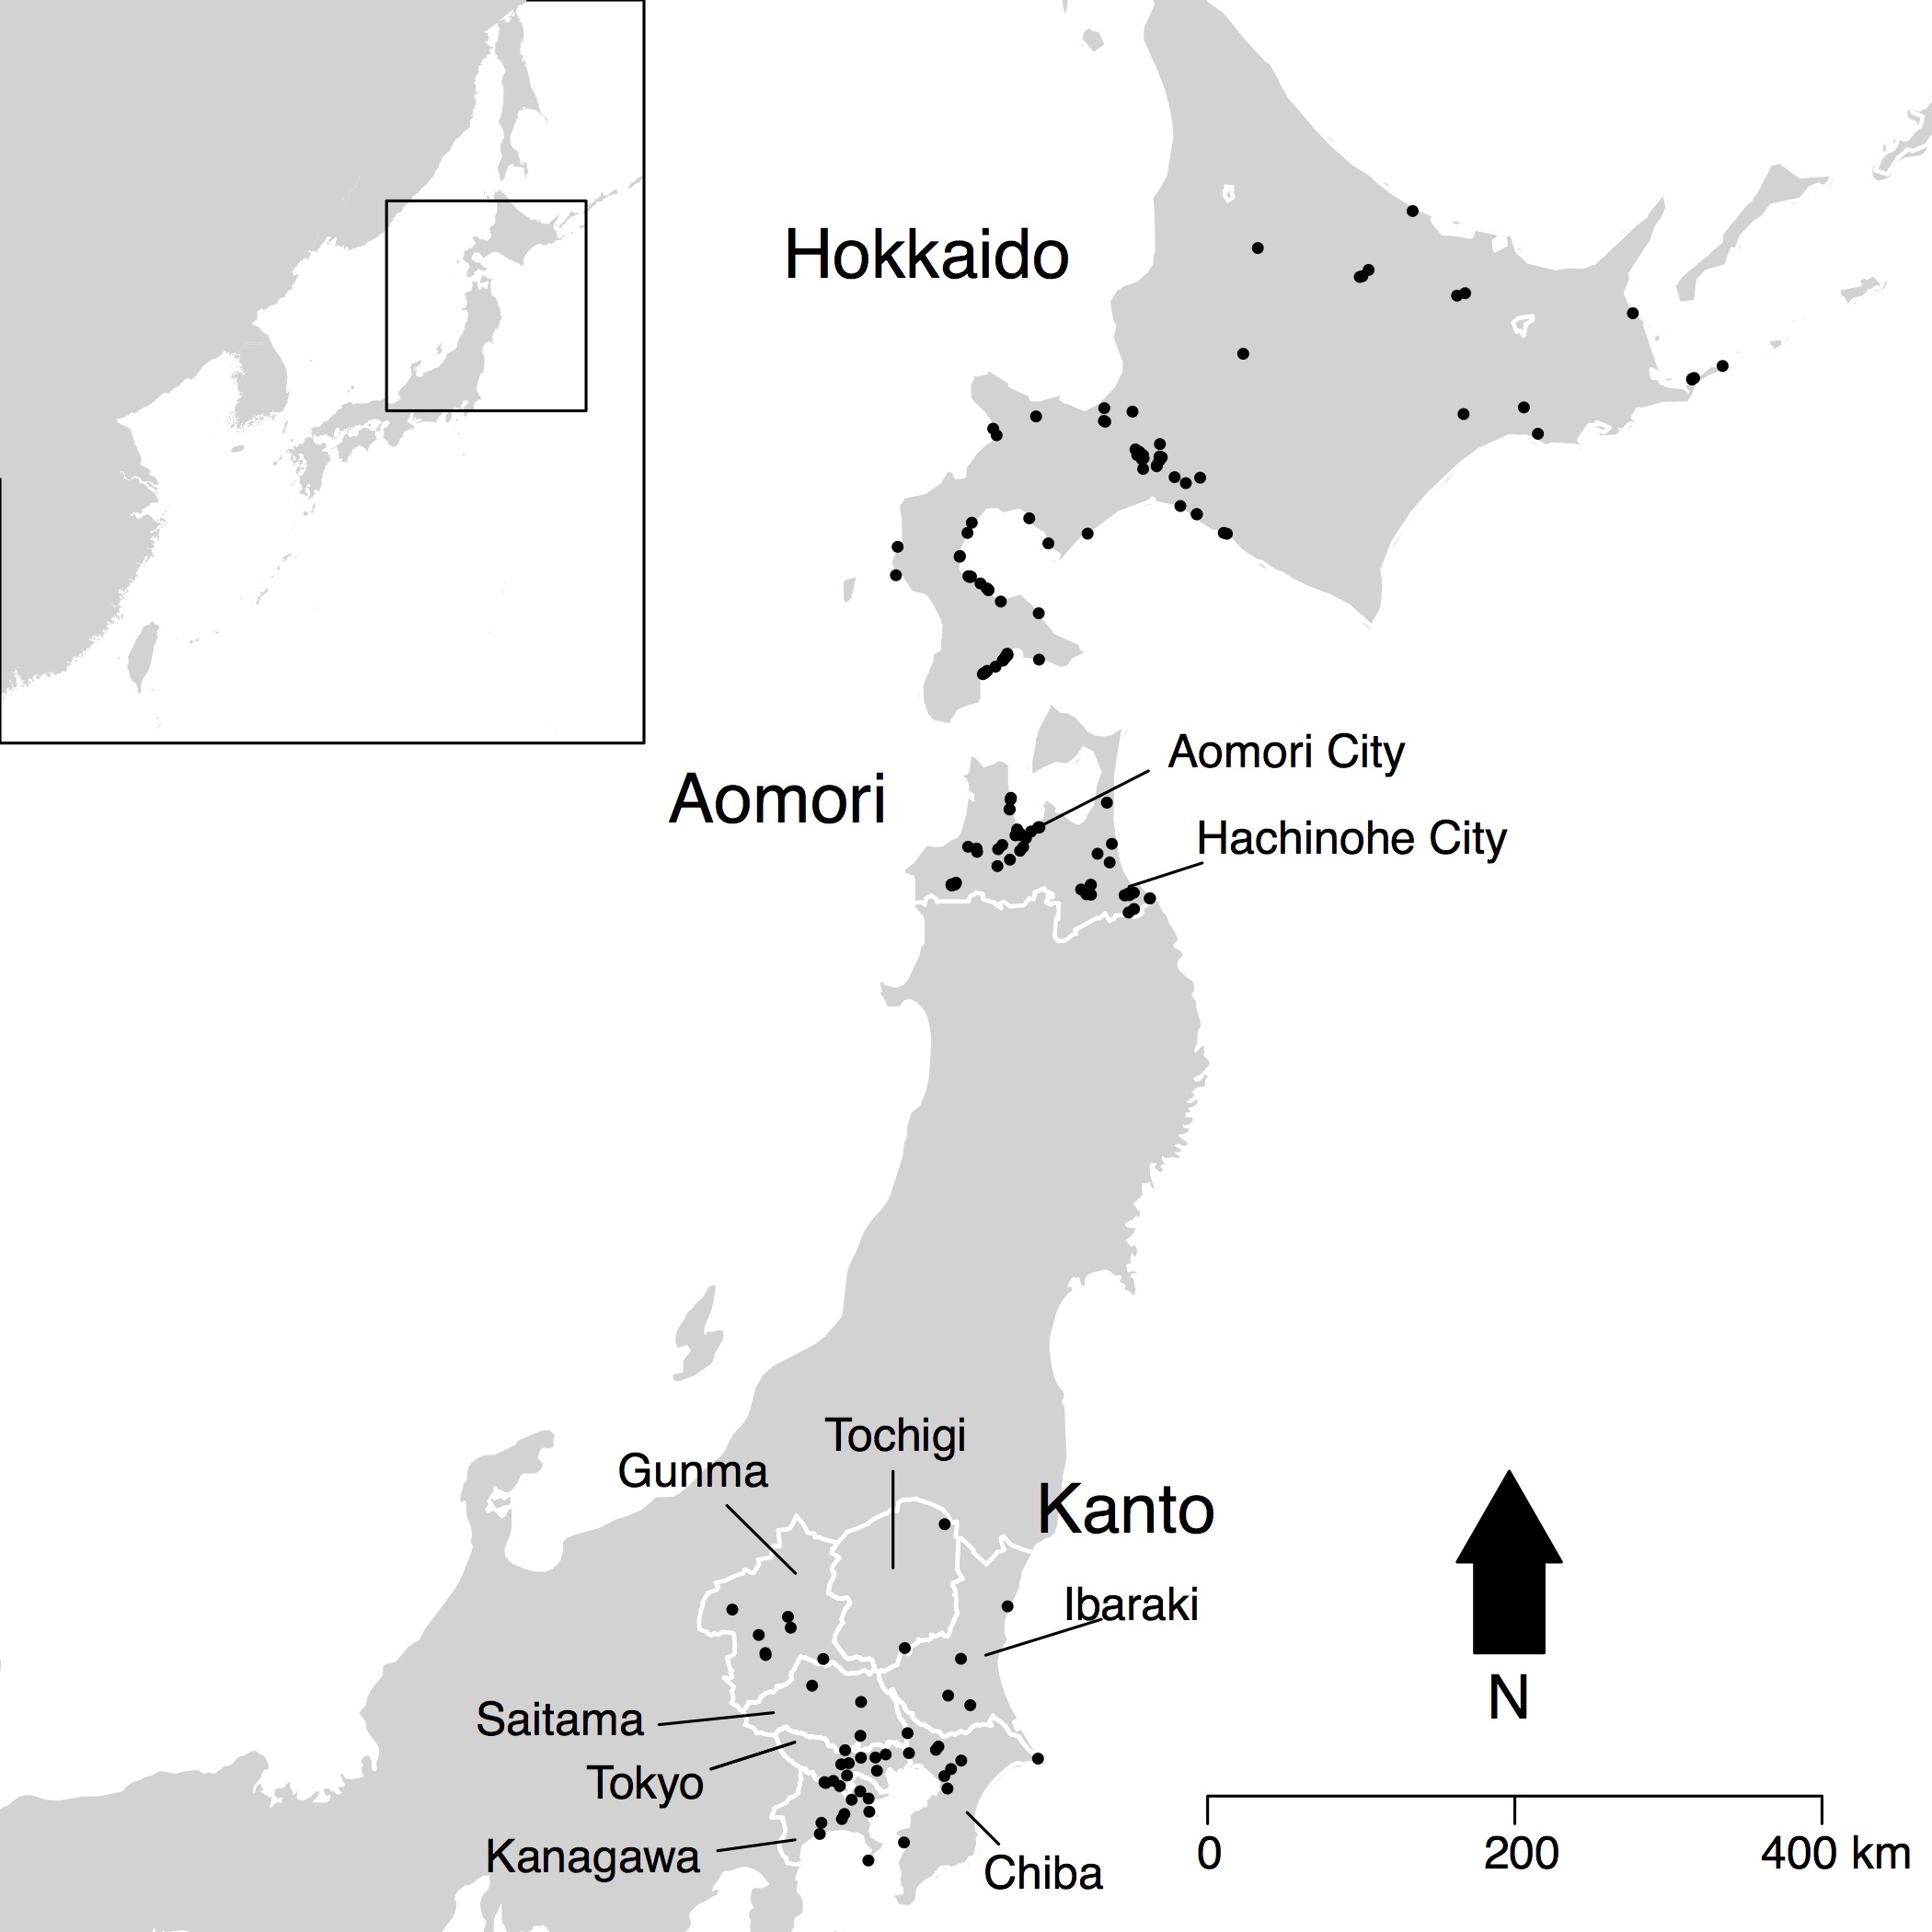 Hokkaido
Aomori City
Aomori
Hachinohe City
Tochigi
Gunma
Kanto
Ibaraki
Saitama
N
Tokyo
Kanagawa
0 200 400 km
Chiba